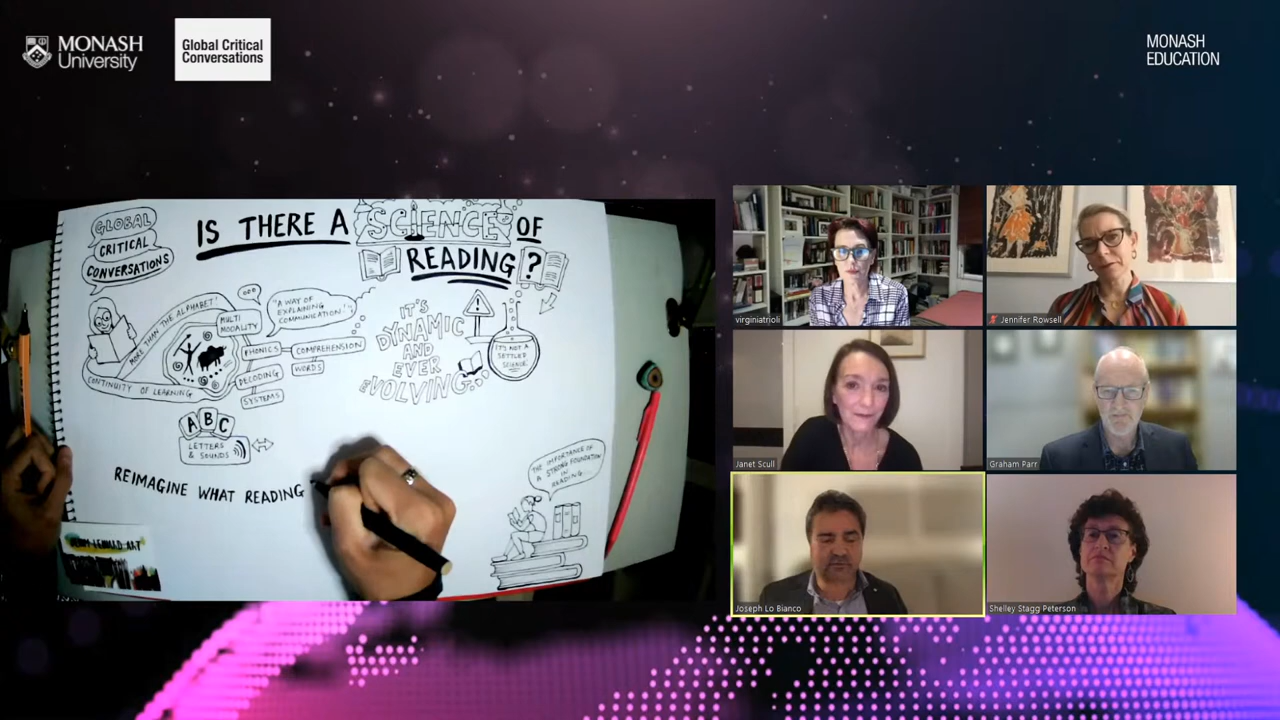 MONASH
University
Global Critical
Conversations
MONASH
EDUCATION
GLOBAL
CRITICAL
CONVERSATIONS
IS THERE A SCIENCE OF
READING?
MORE THAN THE ALPHABET!
CONTINUITY OF LEARNING
MULTI
MODALITY
"A WAY OF
EXPLAINING
COMMUNICATION!"
PHONICS
COMPREHENSION
WORDS
DECODING
SYSTEMS
IT'S
DYNAMIC
AND
EVER
EVOLVING...
IT'S NOT A
SETTLED
SCIENCE.
ABC
LETTERS
& SOUNDS
REIMAGINE WHAT READING
THE IMPORTANCE OF
A STRONG FOUNDATION
IN
READING...
virginiatrioli
Jennifer Rowsell
Janet Scull
Graham Parr
Joseph Lo Bianco
Shelley Stagg Peterson